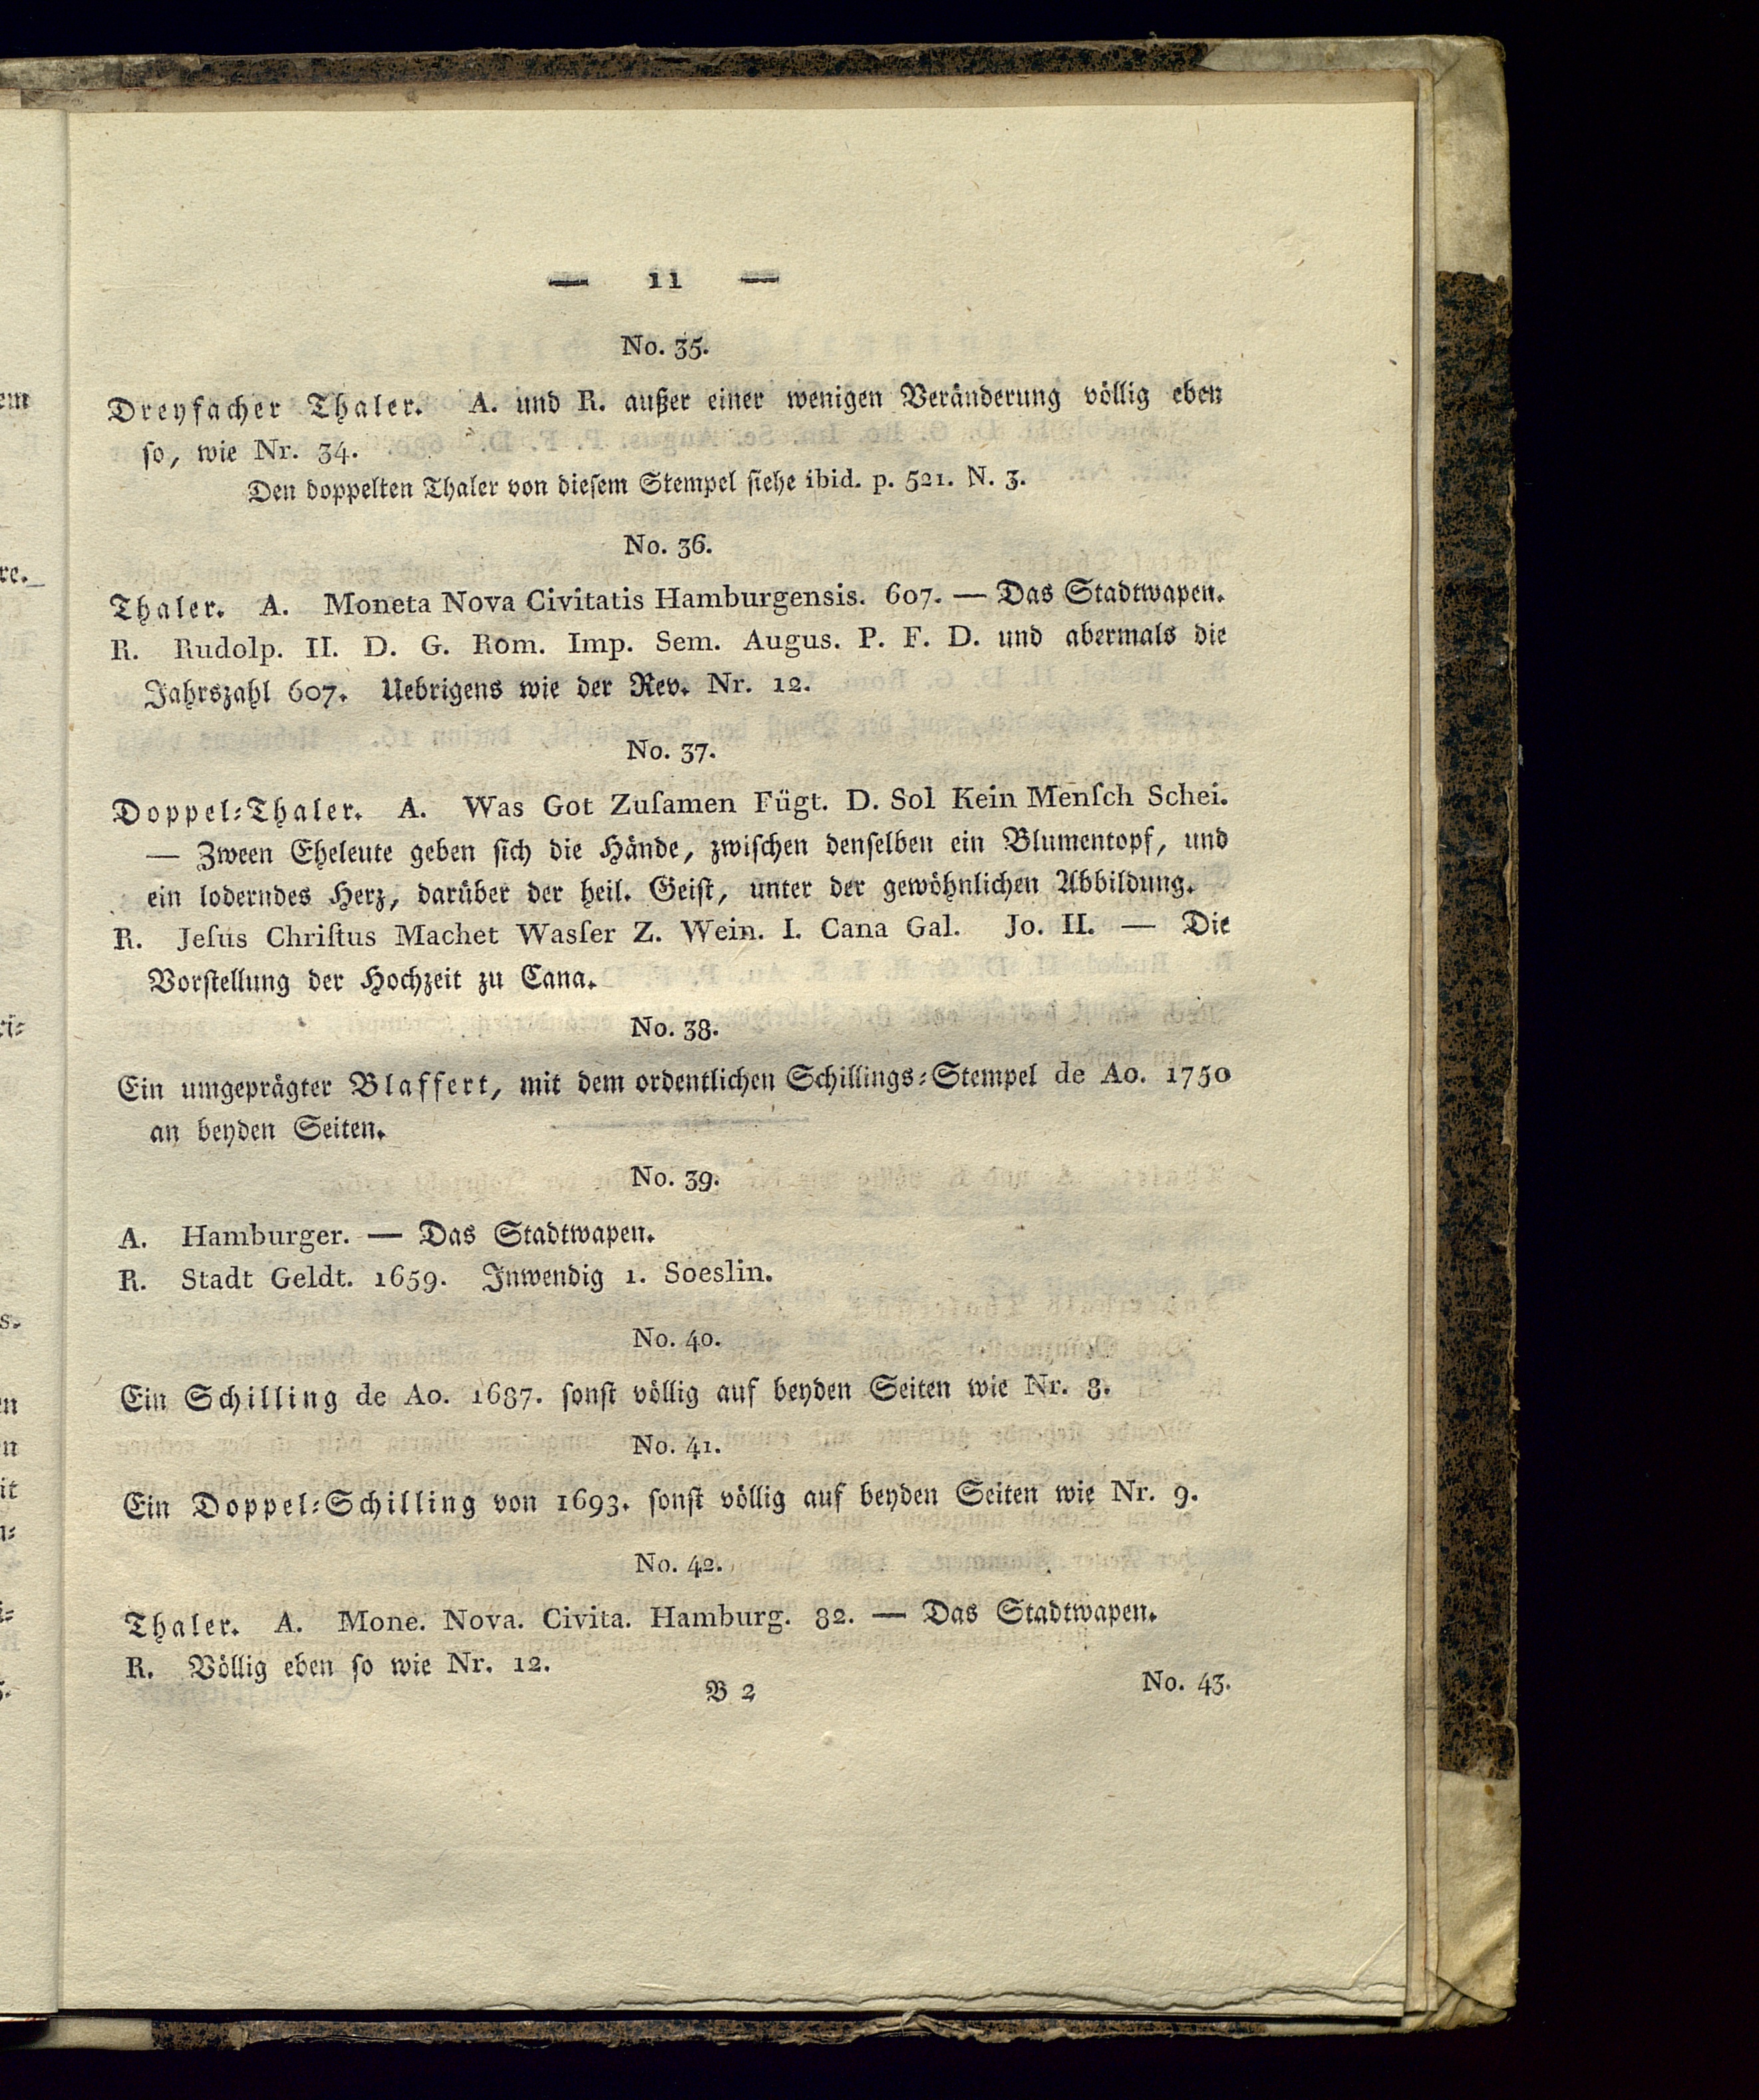 — 11 —
No. 35.
Dreyfacher Thaler. A. und R. außer einer wenigen Veränderung völlig eben
so, wie Nr. 34.
Den doppelten Thaler von diesem Stempel siehe ibid. p. 521. N. 3.
No. 36.
Thaler. A. Moneta Nova Civitatis Hamburgensis. 607. — Das Stadtwapen.
R. Rudolp. II. D. G. Rom. Imp. Sem. Augus. P. F. D. und abermals die
Jahrszahl 607. Uebrigens wie der Rev. Nr. 12.
No. 37.
Doppel-Thaler. A. Was Got Zusamen Fügt. D. Sol Kein Mensch Schei.
— Zween Eheleute geben sich die Hände, zwischen denselben ein Blumentopf, und
ein loderndes Herz, darüber der heil. Geist, unter der gewöhnlichen Abbildung.
R. Jesus Christus Machet Wasser Z. Wein. I. Cana Gal. Jo. II. — Die
Vorstellung der Hochzeit zu Cana.
No. 38.
Ein umgeprägter Blaffert, mit dem ordentlichen Schillings-Stempel de Ao. 1750
an beyden Seiten.
No. 39.
A. Hamburger. — Das Stadtwapen.
R. Stadt Geldt. 1659. Inwendig 1. Soeslin.
No. 40.
Ein Schilling de Ao. 1687. sonst völlig auf beyden Seiten wie Nr. 8.
No. 41.
Ein Doppel-Schilling von 1693. sonst völlig auf beyden Seiten wie Nr. 9.
No. 42.
Thaler. A. Mone. Nova. Civita. Hamburg. 82. — Das Stadtwapen.
R. Völlig eben so wie Nr. 12.
B 2 No. 43.